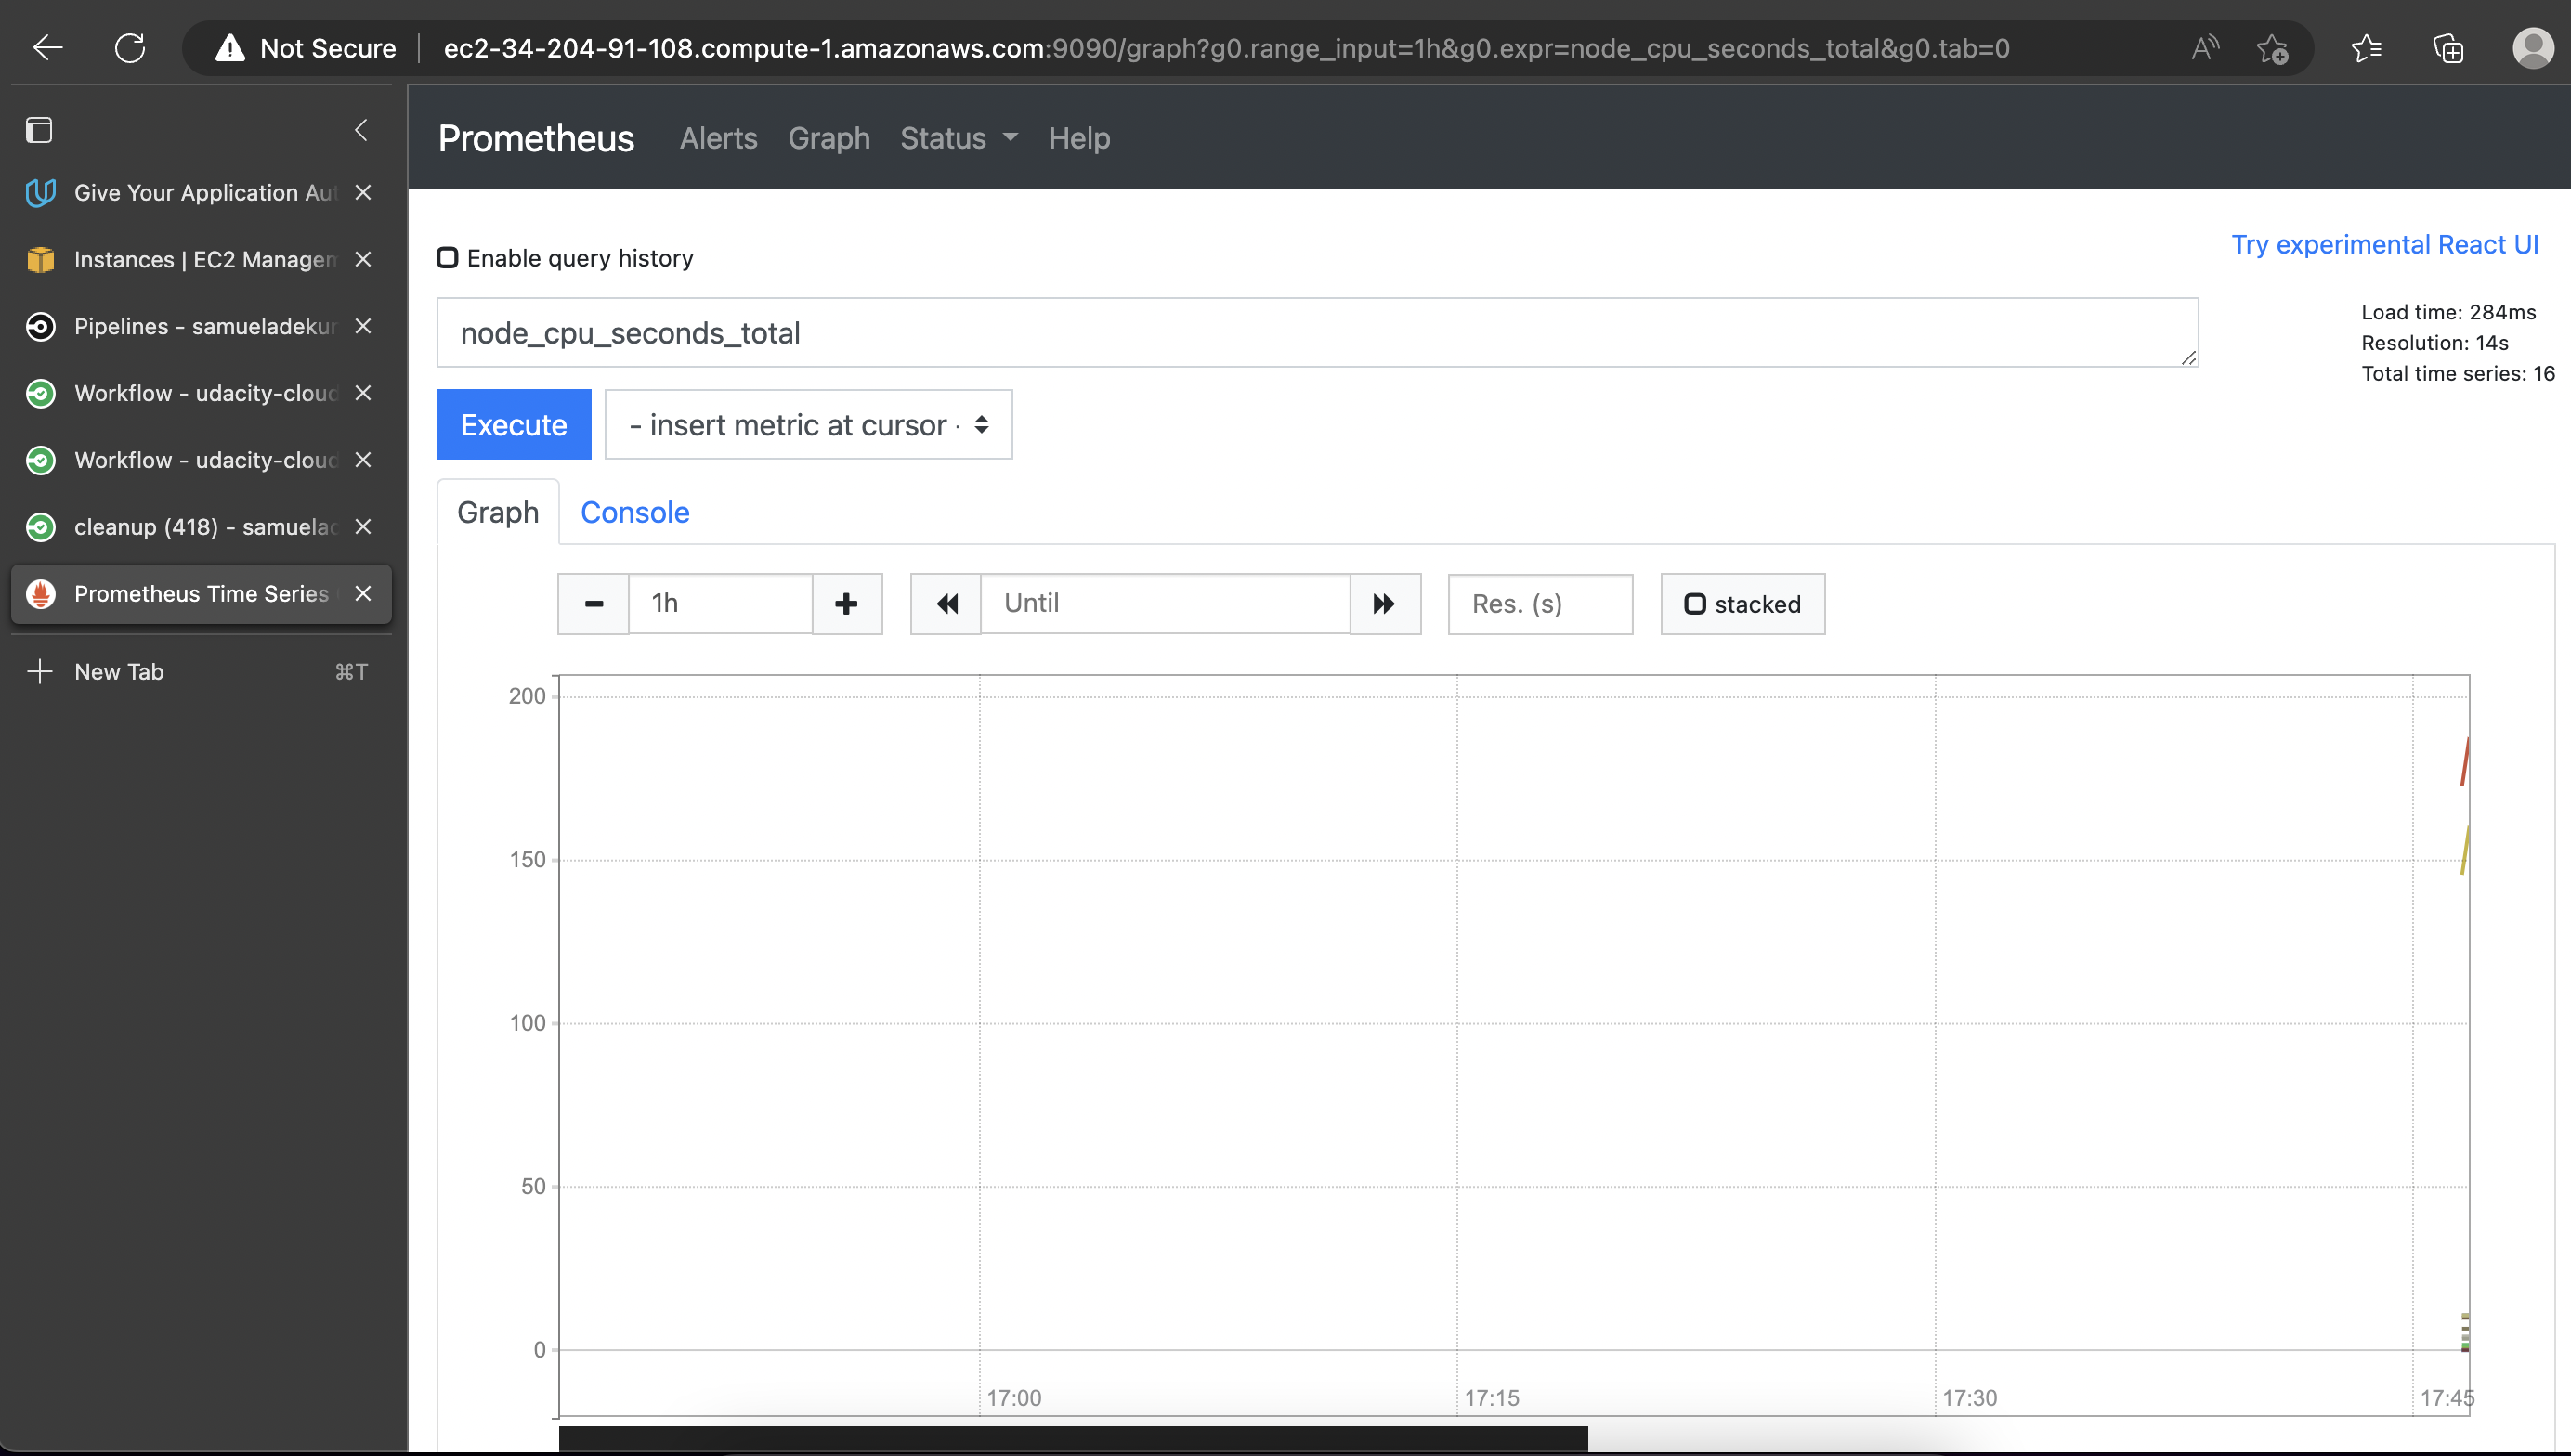 Not Secure
ec2-34-204-91-108.compute-1.amazonaws.com:9090/graph?g0.range_input=1h&g0.expr=node_cpu_seconds_total&g0.tab=0
Give Your Application Aut
Instances | EC2 Managem
Pipelines - samueladekun
Workflow - udacity-cloud
Workflow - udacity-cloud
cleanup (418) - samuelad
Prometheus Time Series
New Tab ⌘T
Prometheus Alerts Graph Status Help
Enable query history
Try experimental React UI
node_cpu_seconds_total
Load time: 284ms
Resolution: 14s
Total time series: 16
Execute
- insert metric at cursor -
Graph Console
1h
Until
Res. (s)
stacked
200
150
100
50
0
17:00 17:15 17:30 17:45